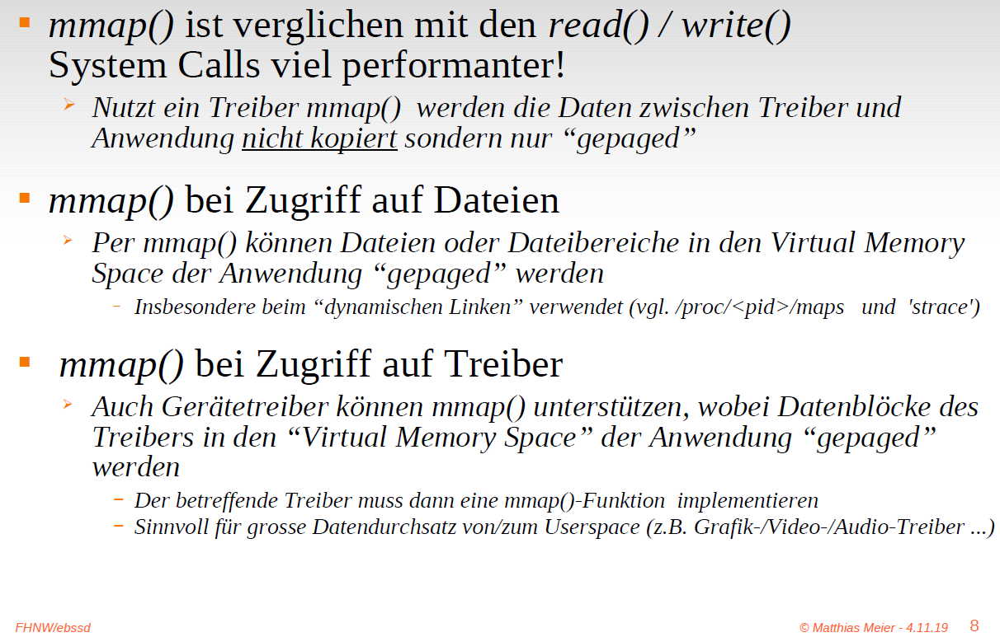 mmap() ist verglichen mit den read() / write()
System Calls viel performanter!
Nutzt ein Treiber mmap() werden die Daten zwischen Treiber und
Anwendung nicht kopiert sondern nur “gepaged”
mmap() bei Zugriff auf Dateien
Per mmap() können Dateien oder Dateibereiche in den Virtual Memory
Space der Anwendung “gepaged” werden
– Insbesondere beim “dynamischen Linken” verwendet (vgl. /proc/<pid>/maps und 'strace')
mmap() bei Zugriff auf Treiber
Auch Gerätetreiber können mmap() unterstützen, wobei Datenblöcke des
Treibers in den “Virtual Memory Space” der Anwendung “gepaged”
werden
– Der betreffende Treiber muss dann eine mmap()-Funktion implementieren
– Sinnvoll für grosse Datendurchsatz von/zum Userspace (z.B. Grafik-/Video-/Audio-Treiber ...)
FHNW/ebssd © Matthias Meier - 4.11.19 8